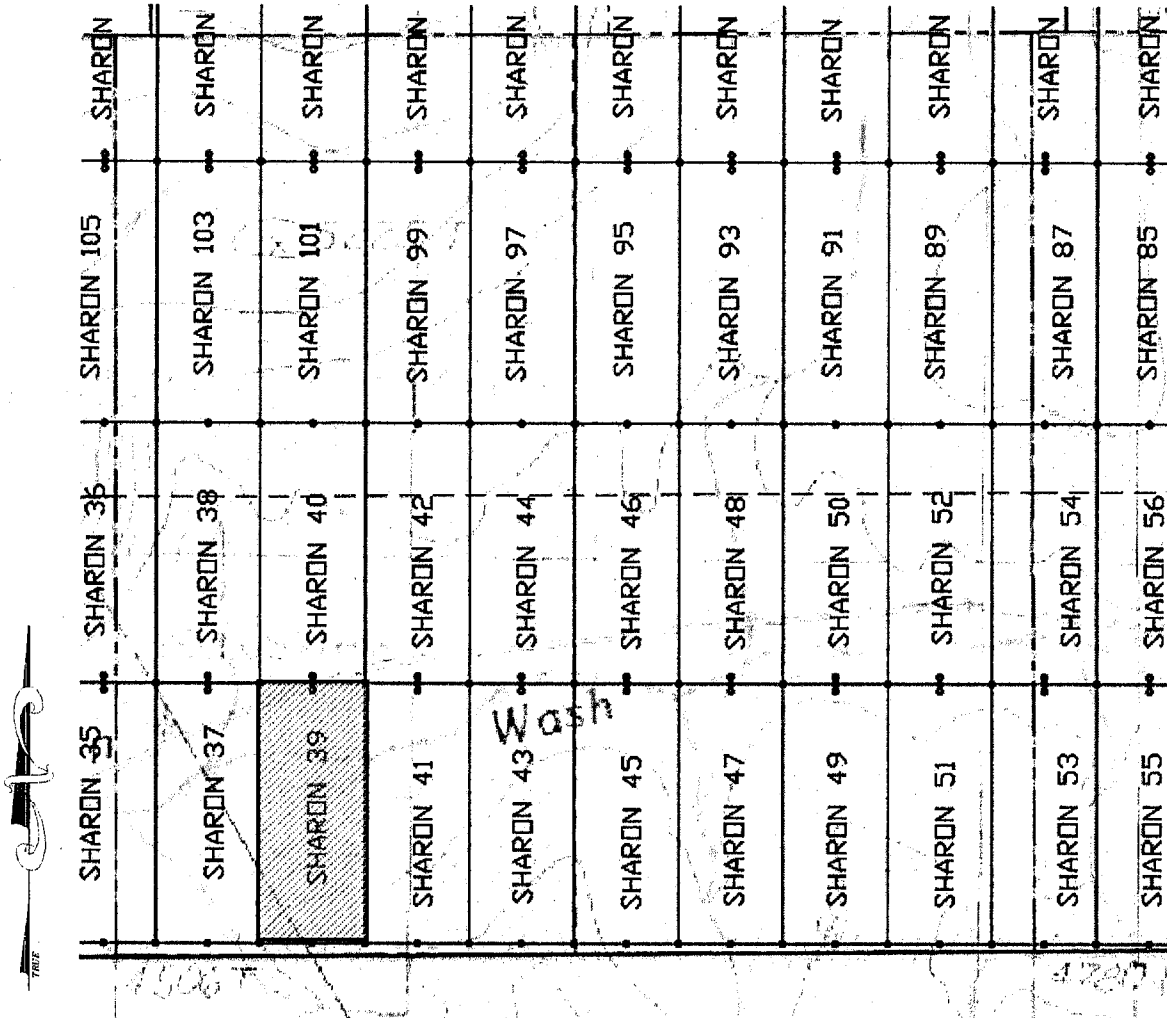 SHARON
SHARON
SHARON
SHARON
SHARON
SHARON
SHARON
SHARON
SHARON
SHARON
SHARON
SHARON 105
SHARON 103
SHARON 101
SHARON 99
SHARON 97
SHARON 95
SHARON 93
SHARON 91
SHARON 89
SHARON 87
SHARON 85
SHARON 36
SHARON 38
SHARON 40
SHARON 42
SHARON 44
SHARON 46
SHARON 48
SHARON 50
SHARON 52
SHARON 54
SHARON 56
Wash
SHARON 35
SHARON 37
SHARON 39
SHARON 41
SHARON 43
SHARON 45
SHARON 47
SHARON 49
SHARON 51
SHARON 53
SHARON 55
TRUE